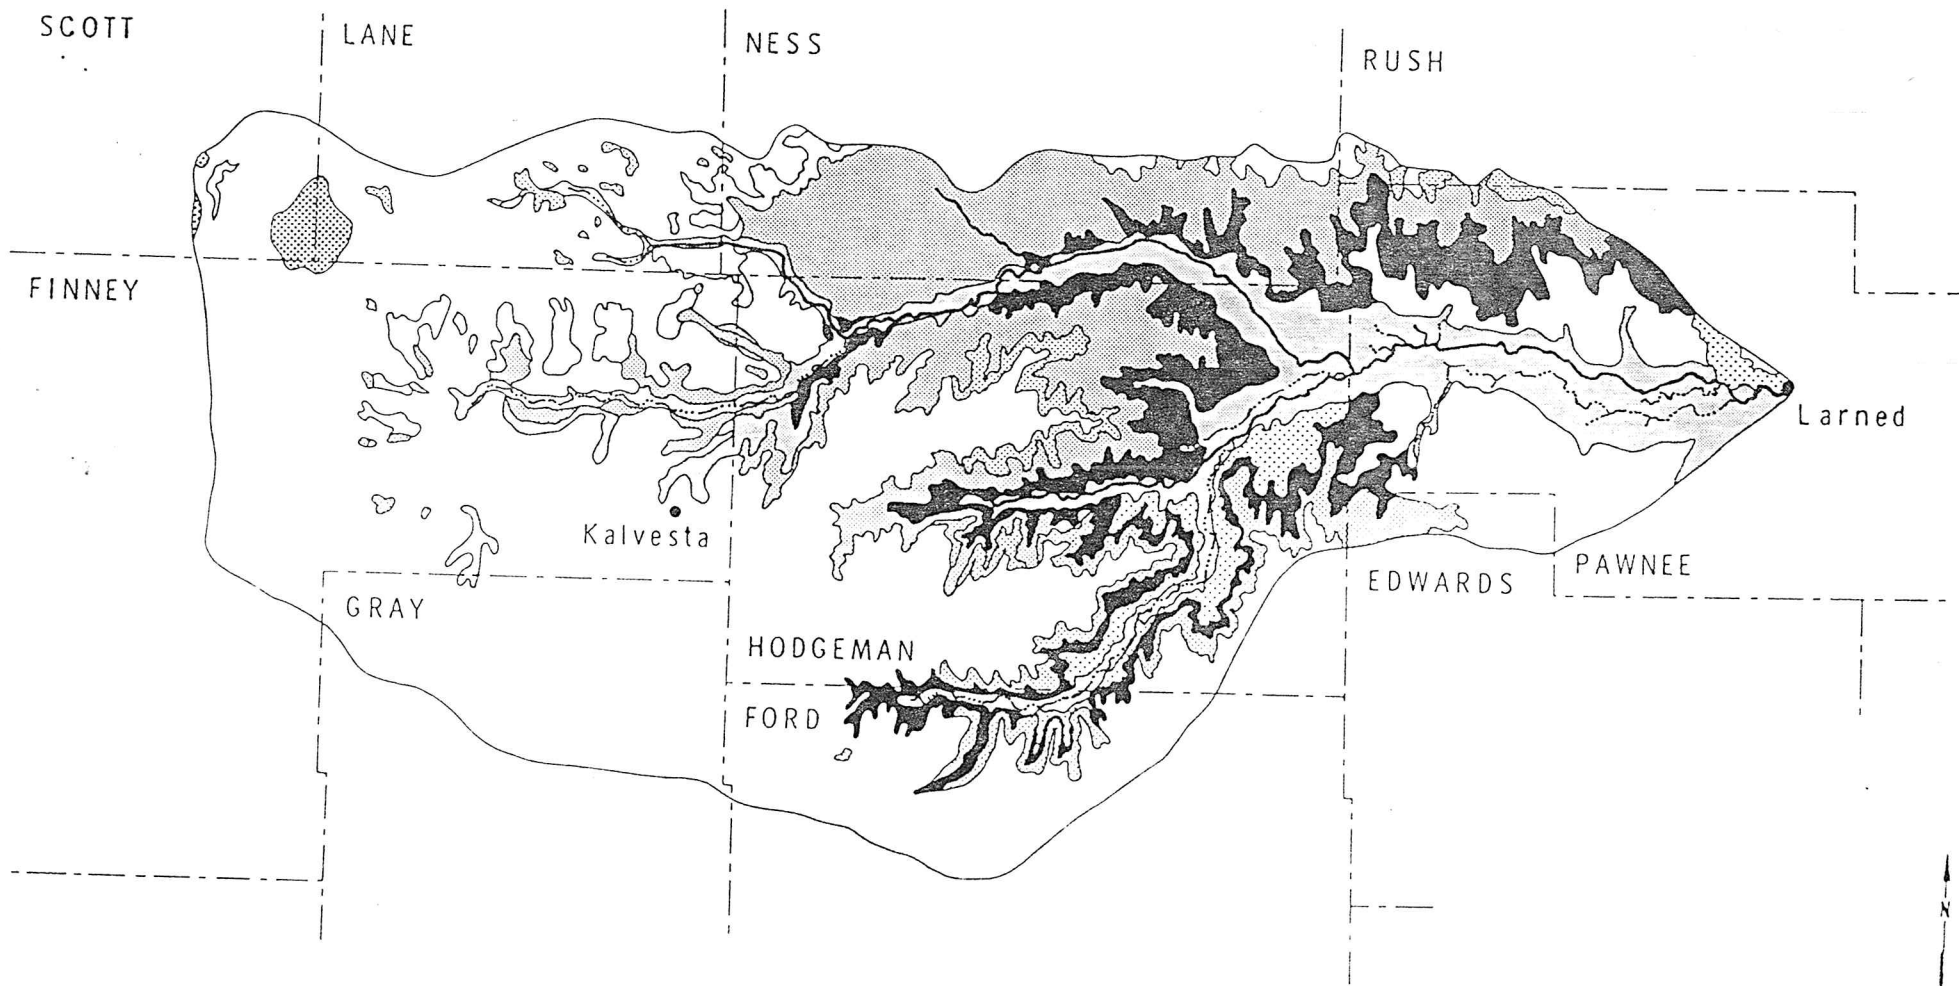 SCOTT
LANE
NESS
RUSH
FINNEY
Larned
Kalvesta
PAWNEE
EDWARDS
GRAY
HODGEMAN
FORD
N